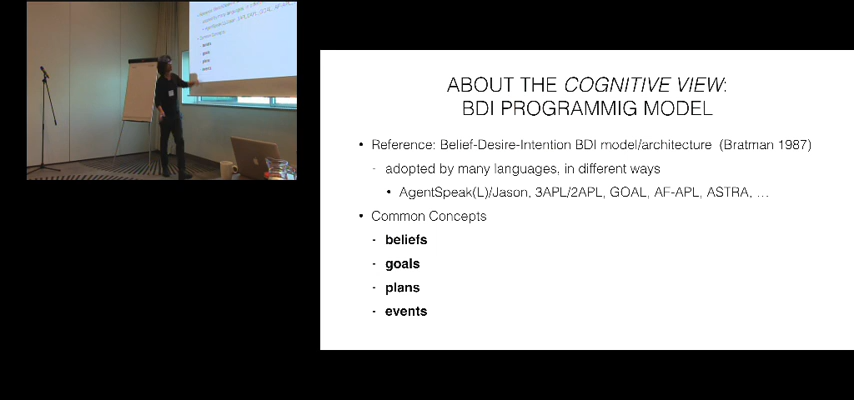 ABOUT THE COGNITIVE VIEW:
BDI PROGRAMMIG MODEL
• Reference: Belief-Desire-Intention BDI model/architecture (Bratman 1987)
- adopted by many languages, in different ways
• AgentSpeak(L)/Jason, 3APL/2APL, GOAL, AF-APL, ASTRA, …
• Common Concepts
- beliefs
- goals
- plans
- events